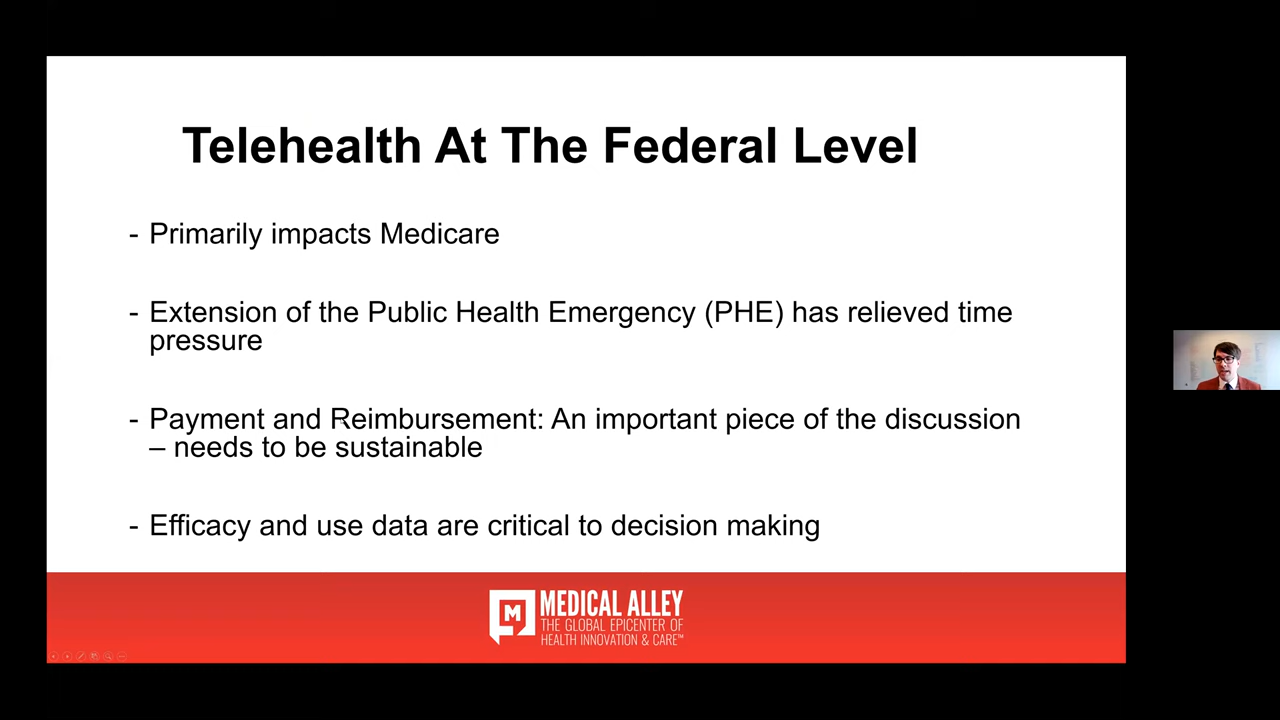 Telehealth At The Federal Level
- Primarily impacts Medicare
- Extension of the Public Health Emergency (PHE) has relieved time
pressure
- Payment and Reimbursement: An important piece of the discussion
– needs to be sustainable
- Efficacy and use data are critical to decision making
M
MEDICAL ALLEY
THE GLOBAL EPICENTER OF
HEALTH INNOVATION & CARE™